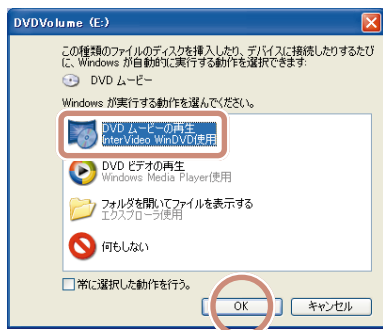 DVDVolume (E:)
この種類のファイルのディスクを挿入したり、デバイスに接続したりするたび
に、Windows が自動的に実行する動作を選択できます:
DVD ムービー
Windows が実行する動作を選んでください。
DVD ムービーの再生
InterVideo WinDVD使用
DVD ビデオの再生
Windows Media Player使用
フォルダを開いてファイルを表示する
エクスプローラ使用
何もしない
常に選択した動作を行う。
OK
キャンセル